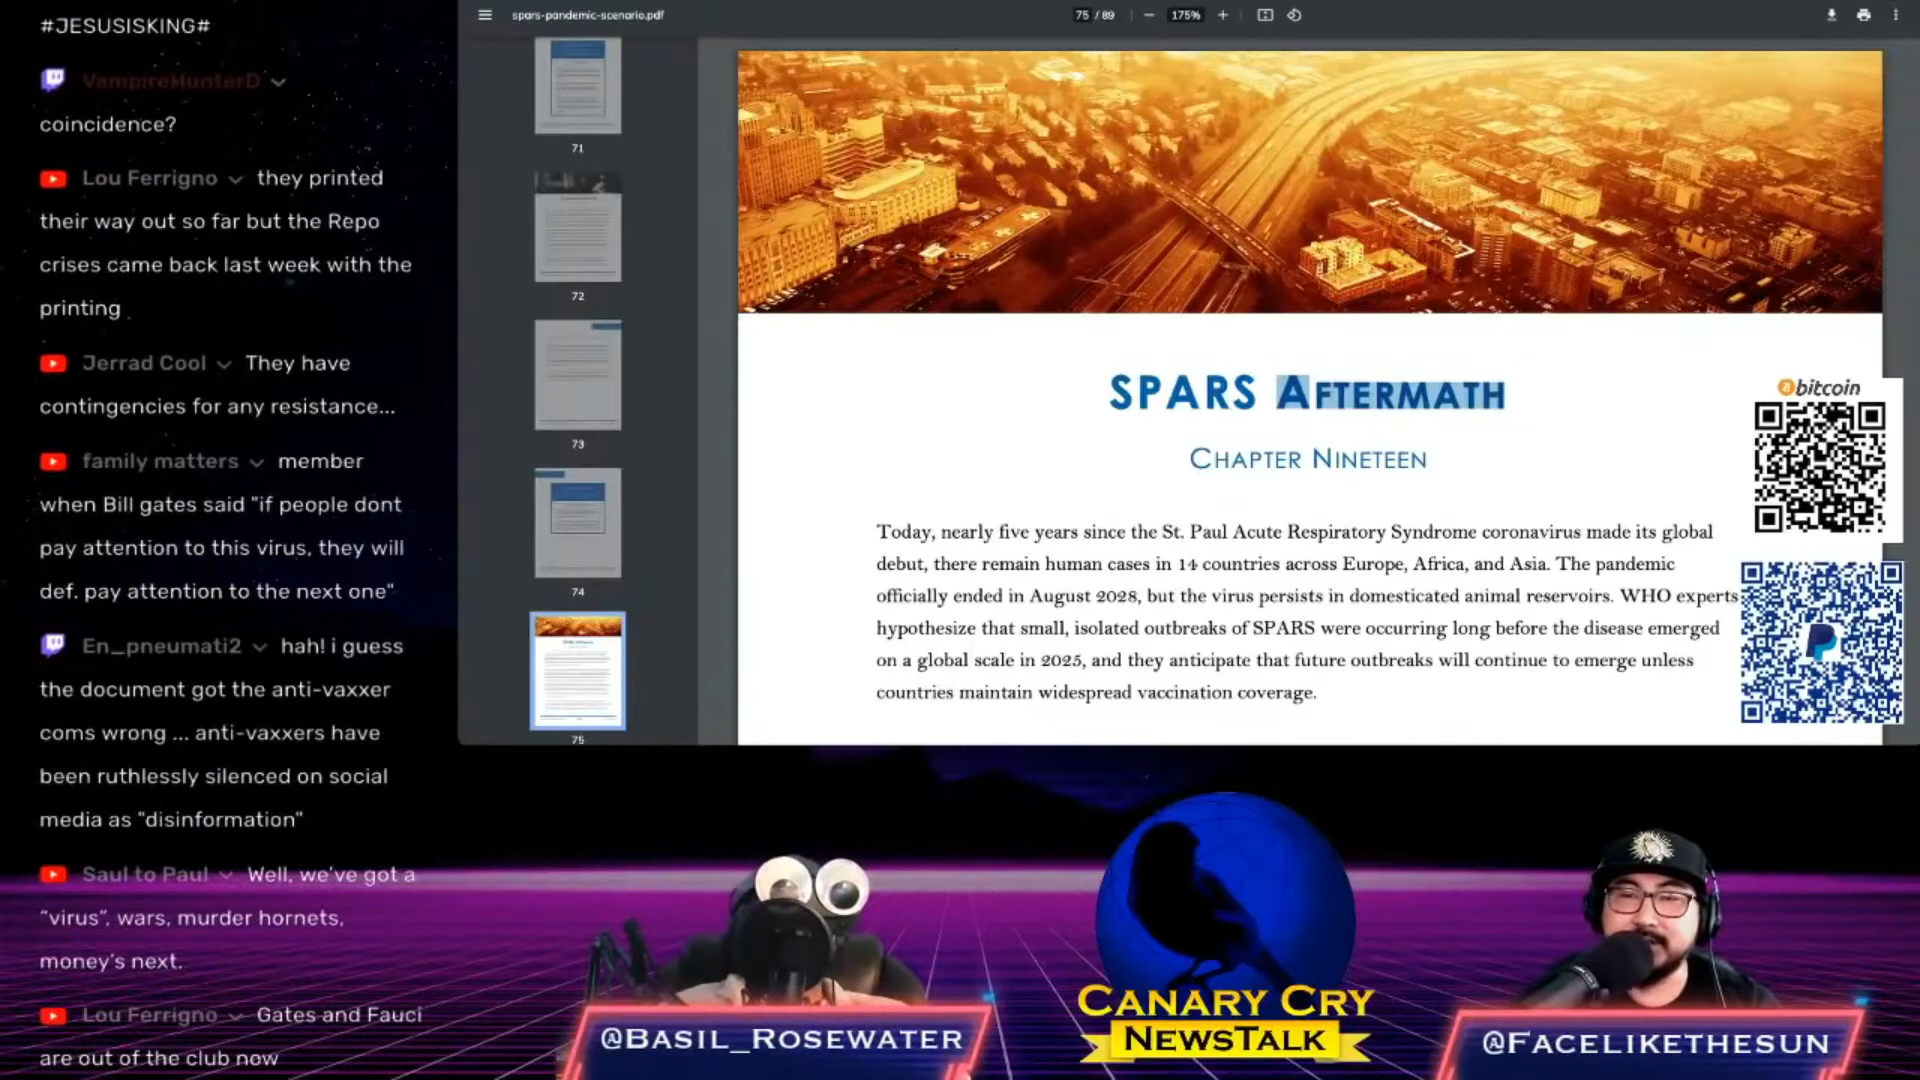 #JESUSISKING#
VampireHunterD
coincidence?
Lou Ferrigno they printed
their way out so far but the Repo
crises came back last week with the
printing
Jerrad Cool They have
contingencies for any resistance...
family matters member
when Bill gates said "if people dont
pay attention to this virus, they will
def. pay attention to the next one"
En_pneumati2 hah! i guess
the document got the anti-vaxxer
coms wrong ... anti-vaxxers have
been ruthlessly silenced on social
media as "disinformation"
Saul to Paul Well, we've got a
“virus”, wars, murder hornets,
money's next.
Lou Ferrigno Gates and Fauci
are out of the club now
spars-pandemic-scenario.pdf
75 / 89
175%
71
72
73
74
75
SPARS AFTERMATH
CHAPTER NINETEEN
Today, nearly five years since the St. Paul Acute Respiratory Syndrome coronavirus made its global
debut, there remain human cases in 14 countries across Europe, Africa, and Asia. The pandemic
officially ended in August 2028, but the virus persists in domesticated animal reservoirs. WHO experts
hypothesize that small, isolated outbreaks of SPARS were occurring long before the disease emerged
on a global scale in 2025, and they anticipate that future outbreaks will continue to emerge unless
countries maintain widespread vaccination coverage.
bitcoin
@BASIL_ROSEWATER
CANARY CRY
NEWSTALK
@FACELIKETHESUN